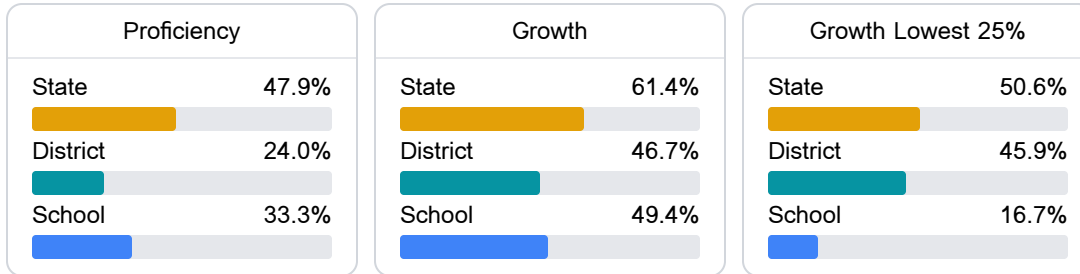 Proficiency
State 47.9%
District 24.0%
School 33.3%
Growth
State 61.4%
District 46.7%
School 49.4%
Growth Lowest 25%
State 50.6%
District 45.9%
School 16.7%